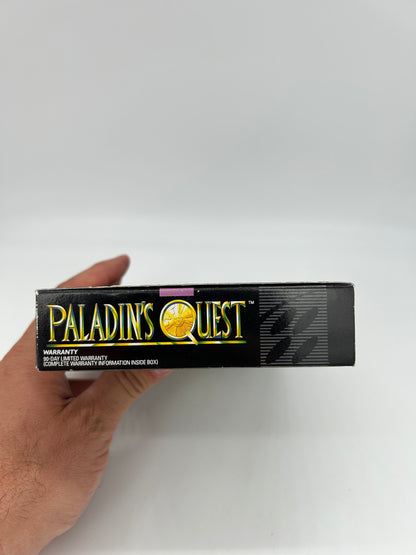 PALADIN'S QUEST™
WARRANTY
90-DAY LIMITED WARRANTY
(COMPLETE WARRANTY INFORMATION INSIDE BOX)